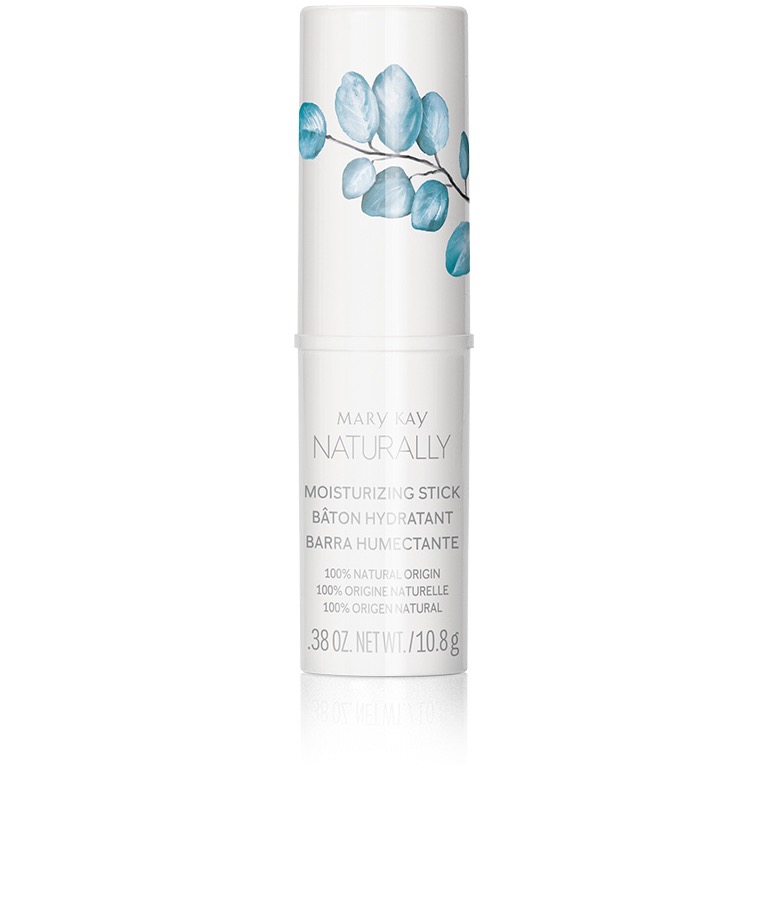 MARY KAY
NATURALLY
MOISTURIZING STICK
BÂTON HYDRATANT
BARRA HUMECTANTE
100% NATURAL ORIGIN
100% ORIGINE NATURELLE
100% ORIGEN NATURAL
.38 OZ. NET WT. / 10.8 g